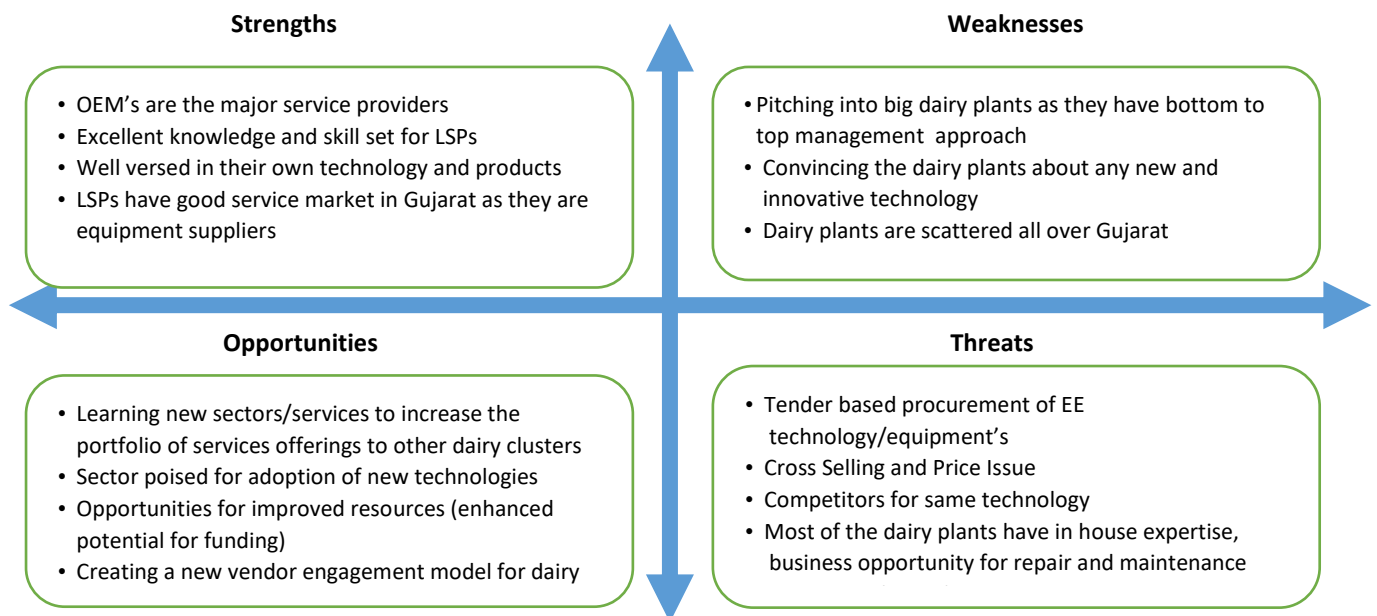 Strengths
• OEM's are the major service providers
• Excellent knowledge and skill set for LSPs
• Well versed in their own technology and products
• LSPs have good service market in Gujarat as they are
equipment suppliers
Weaknesses
• Pitching into big dairy plants as they have bottom to
top management approach
• Convincing the dairy plants about any new and
innovative technology
• Dairy plants are scattered all over Gujarat
Opportunities
• Learning new sectors/services to increase the
portfolio of services offerings to other dairy clusters
• Sector poised for adoption of new technologies
• Opportunities for improved resources (enhanced
potential for funding)
• Creating a new vendor engagement model for dairy
Threats
• Tender based procurement of EE
technology/equipment's
• Cross Selling and Price Issue
• Competitors for same technology
• Most of the dairy plants have in house expertise,
business opportunity for repair and maintenance